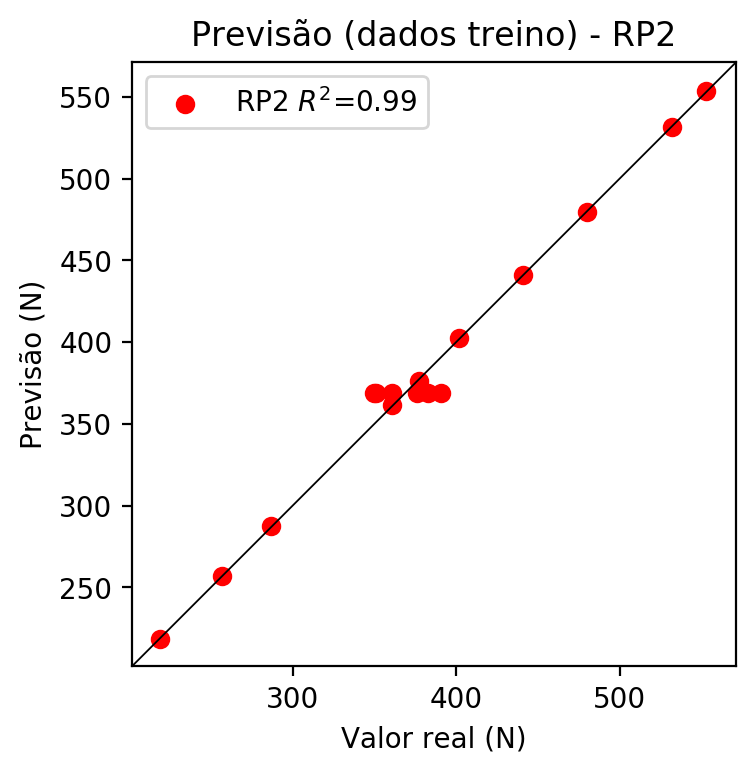 Previsão (dados treino) - RP2
RP2 R²=0.99
Previsão (N)
550
500
450
400
350
300
250
300 400 500
Valor real (N)